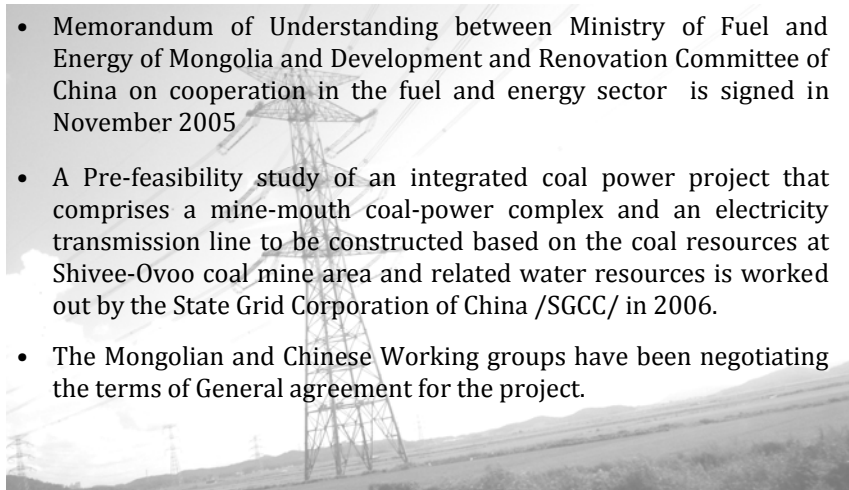 • Memorandum of Understanding between Ministry of Fuel and
Energy of Mongolia and Development and Renovation Committee of
China on cooperation in the fuel and energy sector is signed in
November 2005
• A Pre-feasibility study of an integrated coal power project that
comprises a mine-mouth coal-power complex and an electricity
transmission line to be constructed based on the coal resources at
Shivee-Ovoo coal mine area and related water resources is worked
out by the State Grid Corporation of China /SGCC/ in 2006.
• The Mongolian and Chinese Working groups have been negotiating
the terms of General agreement for the project.